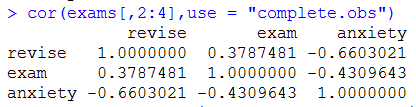 > cor(exams[,2:4],use = "complete.obs")
revise exam anxiety
revise 1.0000000 0.3787481 -0.6603021
exam 0.3787481 1.0000000 -0.4309643
anxiety -0.6603021 -0.4309643 1.0000000